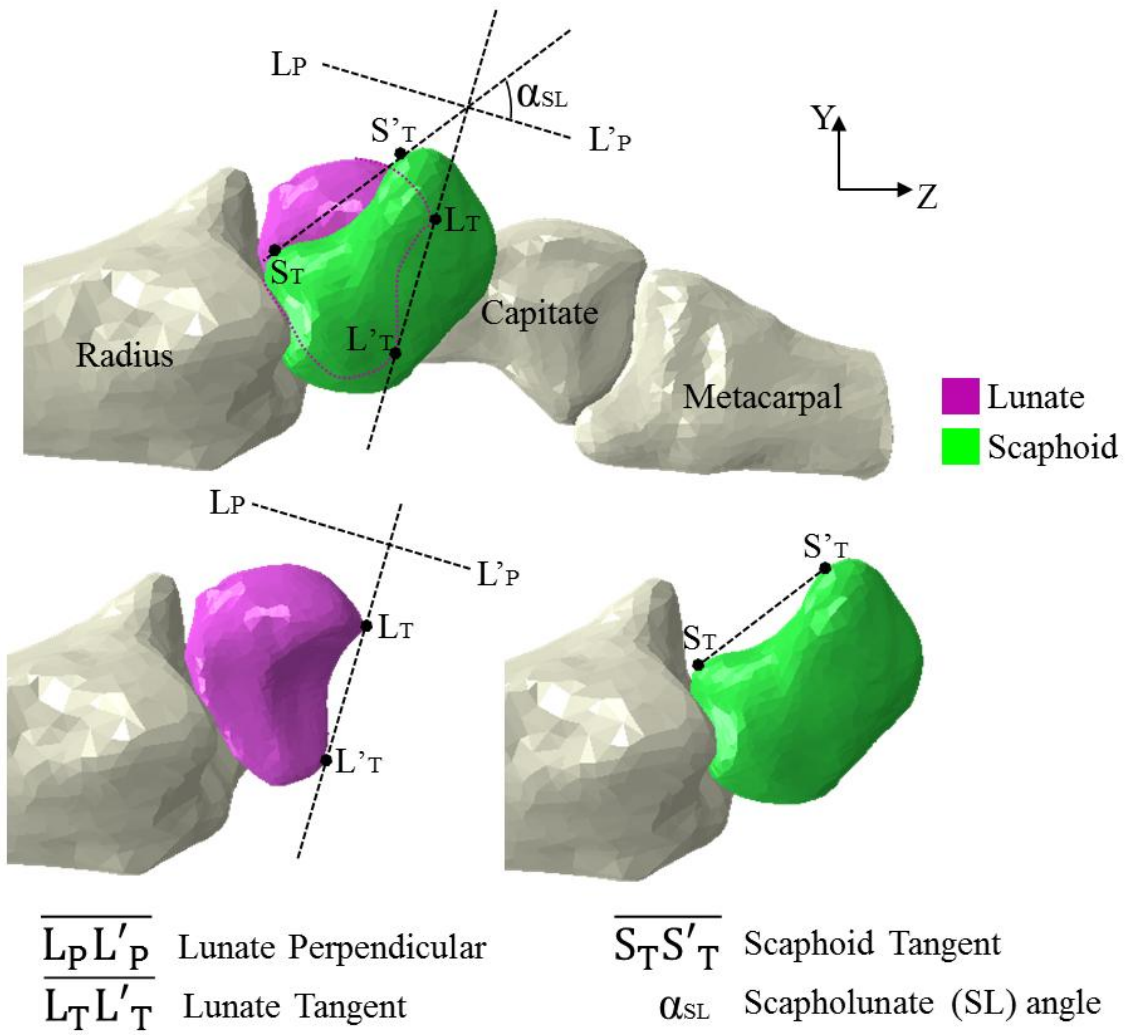 LP
αSL
S'T
L'P
Y
Z
LT
ST
Radius
L'T
Capitate
Metacarpal
Lunate
Scaphoid
LP
L'P
LT
L'T
S'T
ST
LPL'P Lunate Perpendicular
STS'T Scaphoid Tangent
LTL'T Lunate Tangent
αSL Scapholunate (SL) angle